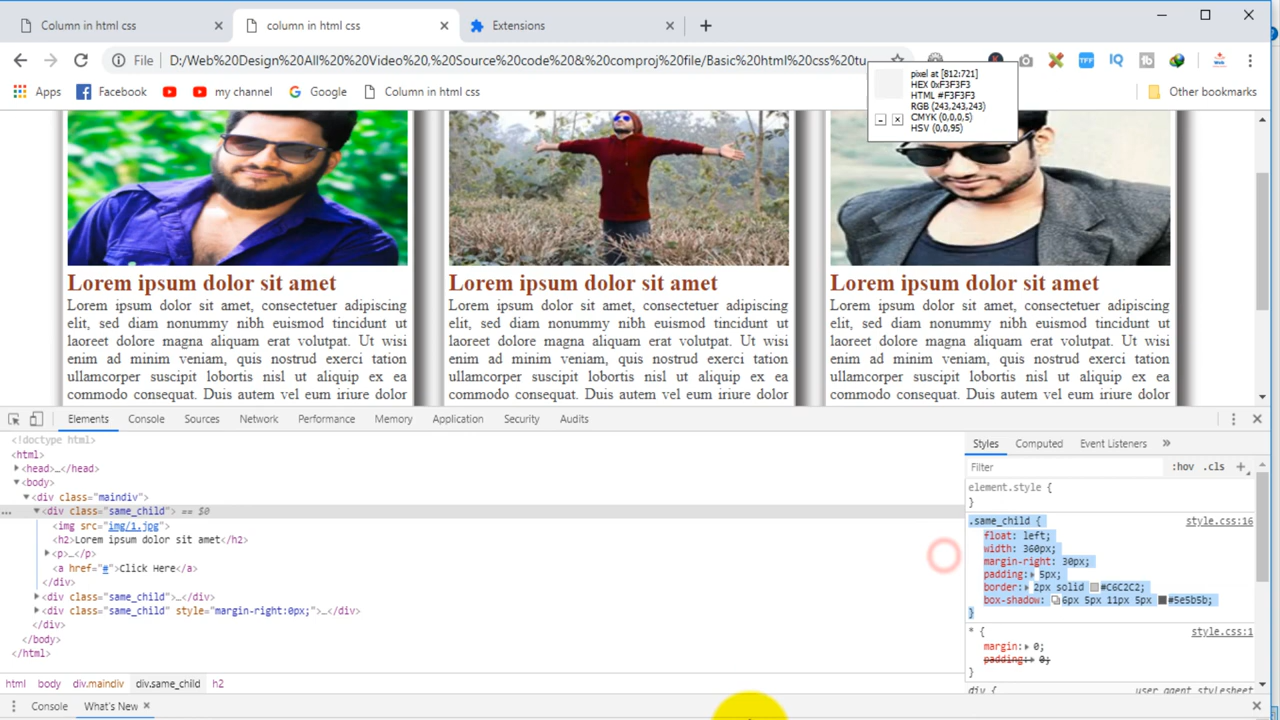 Column in html css
column in html css
Extensions
File D:/Web%20Design%20All%20%20Video%20,%20Source%20code%20&%20comproj%20file/Basic%20html%20css%20tu
TFF IQ tb
Apps Facebook my channel Google Column in html css Other bookmarks
pixel at [812:721]
HEX 0xF3F3F3
HTML #F3F3F3
RGB (243,243,243)
CMYK (0,0,0,5)
HSV (0,0,95)
Lorem ipsum dolor sit amet
Lorem ipsum dolor sit amet, consectetuer adipiscing
elit, sed diam nonummy nibh euismod tincidunt ut
laoreet dolore magna aliquam erat volutpat. Ut wisi
enim ad minim veniam, quis nostrud exerci tation
ullamcorper suscipit lobortis nisl ut aliquip ex ea
commodo consequat. Duis autem vel eum iriure dolor
Lorem ipsum dolor sit amet
Lorem ipsum dolor sit amet, consectetuer adipiscing
elit, sed diam nonummy nibh euismod tincidunt ut
laoreet dolore magna aliquam erat volutpat. Ut wisi
enim ad minim veniam, quis nostrud exerci tation
ullamcorper suscipit lobortis nisl ut aliquip ex ea
commodo consequat. Duis autem vel eum iriure dolor
Lorem ipsum dolor sit amet
Lorem ipsum dolor sit amet, consectetuer adipiscing
elit, sed diam nonummy nibh euismod tincidunt ut
laoreet dolore magna aliquam erat volutpat. Ut wisi
enim ad minim veniam, quis nostrud exerci tation
ullamcorper suscipit lobortis nisl ut aliquip ex ea
commodo consequat. Duis autem vel eum iriure dolor
Elements Console Sources Network Performance Memory Application Security Audits
<!doctype html>
<html>
<head>…</head>
<body>
<div class="maindiv">
… <div class="same_child"> == $0
<img src="img/1.jpg">
<h2>Lorem ipsum dolor sit amet</h2>
<p>…</p>
<a href="#">Click Here</a>
</div>
<div class="same_child">…</div>
<div class="same_child" style="margin-right:0px;">…</div>
</div>
</body>
</html>
html body div.maindiv div.same_child h2
Styles Computed Event Listeners »
Filter :hov .cls +
element.style {
}
.same_child { style.css:16
float: left;
width: 360px;
margin-right: 30px;
padding: 5px;
border: 2px solid #C6C2C2;
box-shadow: 6px 5px 11px 5px #5e5b5b;
}
* { style.css:1
margin: 0;
padding: 0;
}
div { user agent stylesheet
Console What's New ×